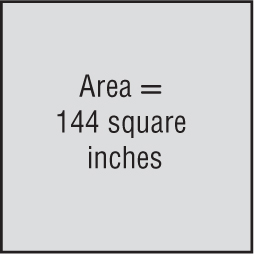 Area =
144 square
inches